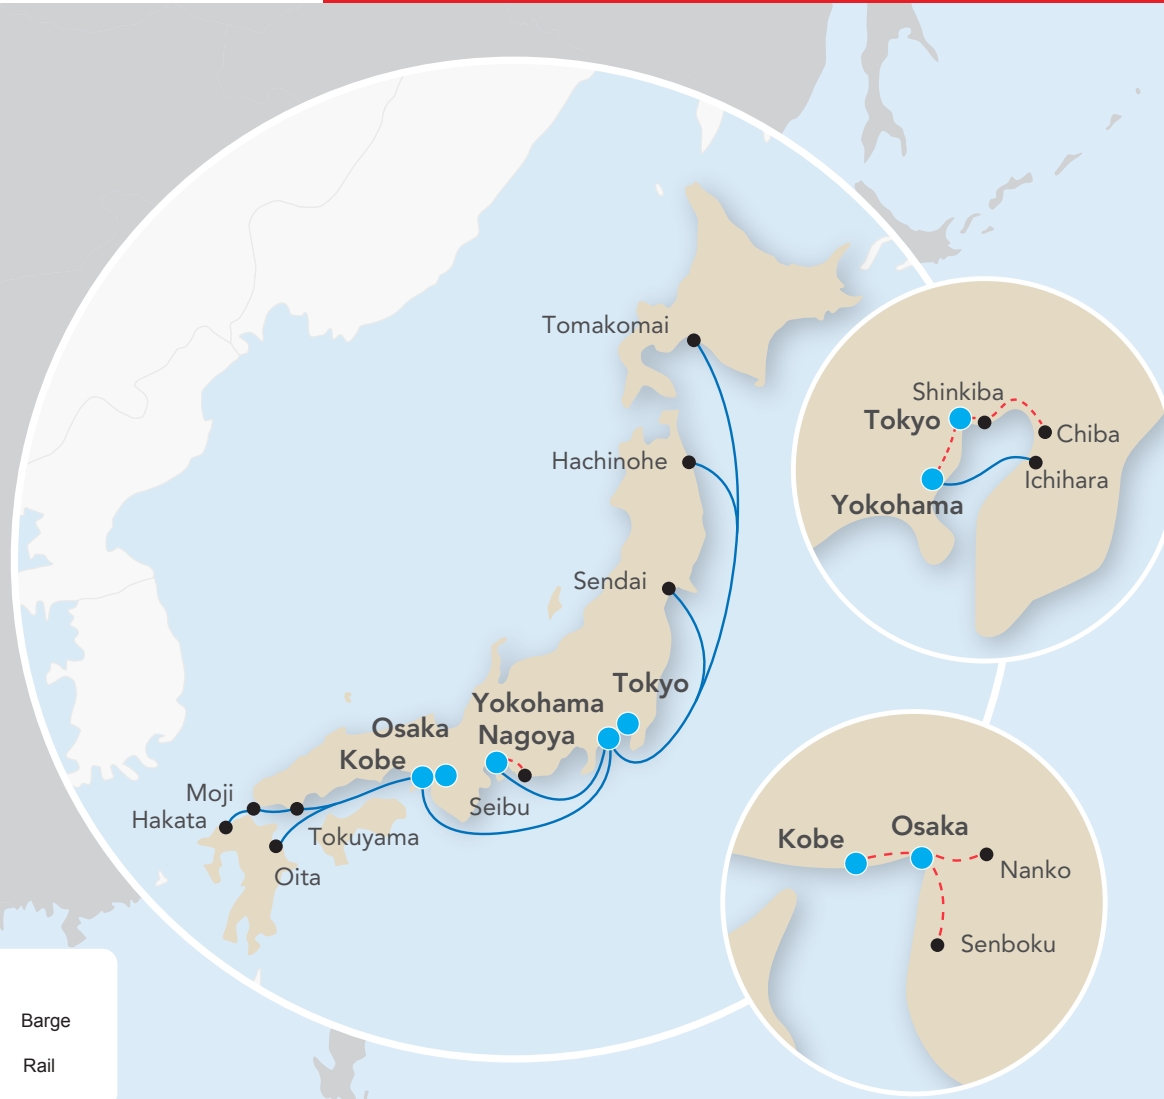 Tomakomai
Hachinohe
Sendai
Tokyo
Yokohama
Nagoya
Osaka
Kobe
Seibu
Moji
Hakata
Tokuyama
Oita
Shinkiba
Tokyo
Chiba
Ichihara
Yokohama
Osaka
Kobe
Nanko
Senboku
Barge
Rail